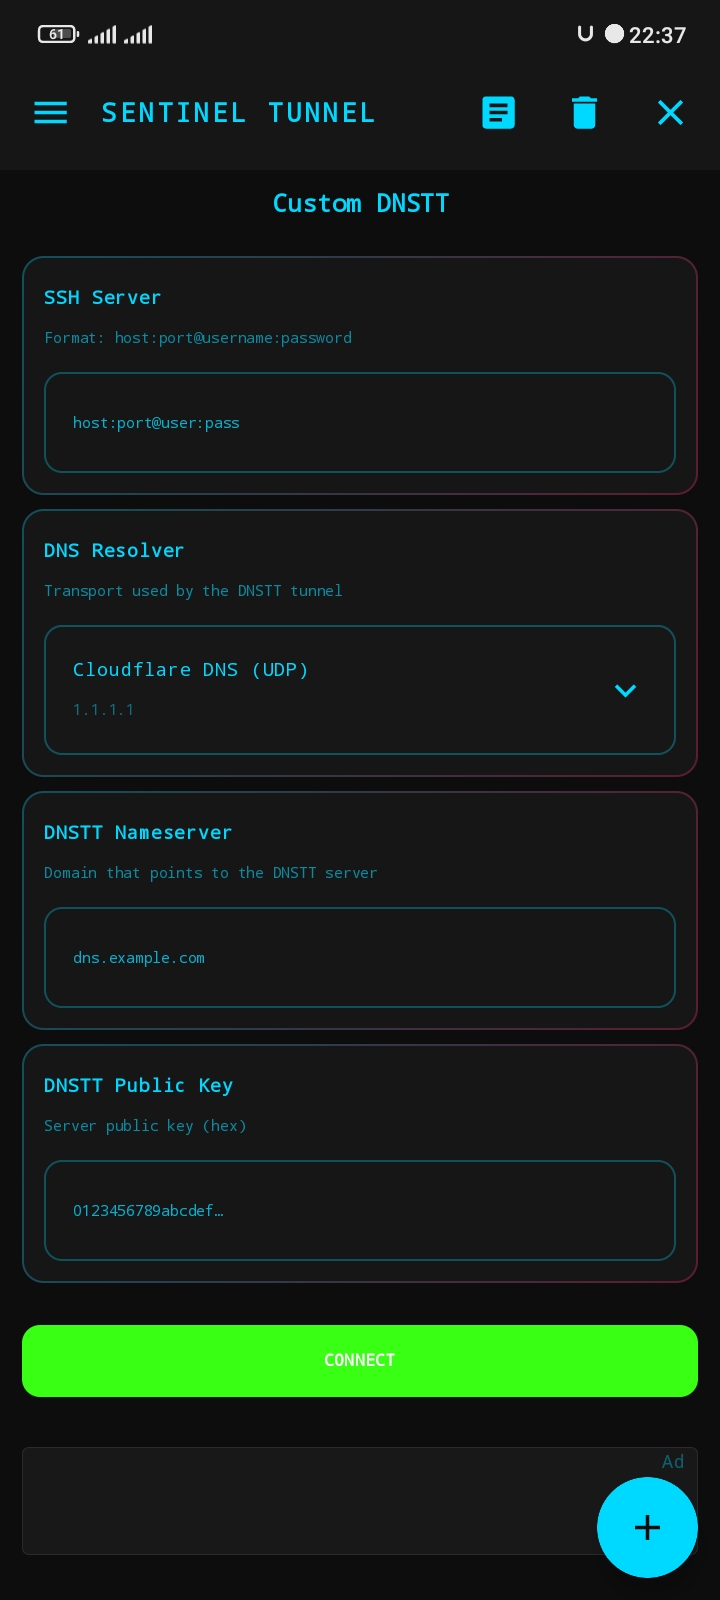 61
22:37
SENTINEL TUNNEL
Custom DNSTT
SSH Server
Format: host:port@username:password
host:port@user:pass
DNS Resolver
Transport used by the DNSTT tunnel
Cloudflare DNS (UDP)
1.1.1.1
DNSTT Nameserver
Domain that points to the DNSTT server
dns.example.com
DNSTT Public Key
Server public key (hex)
0123456789abcdef…
CONNECT
Ad